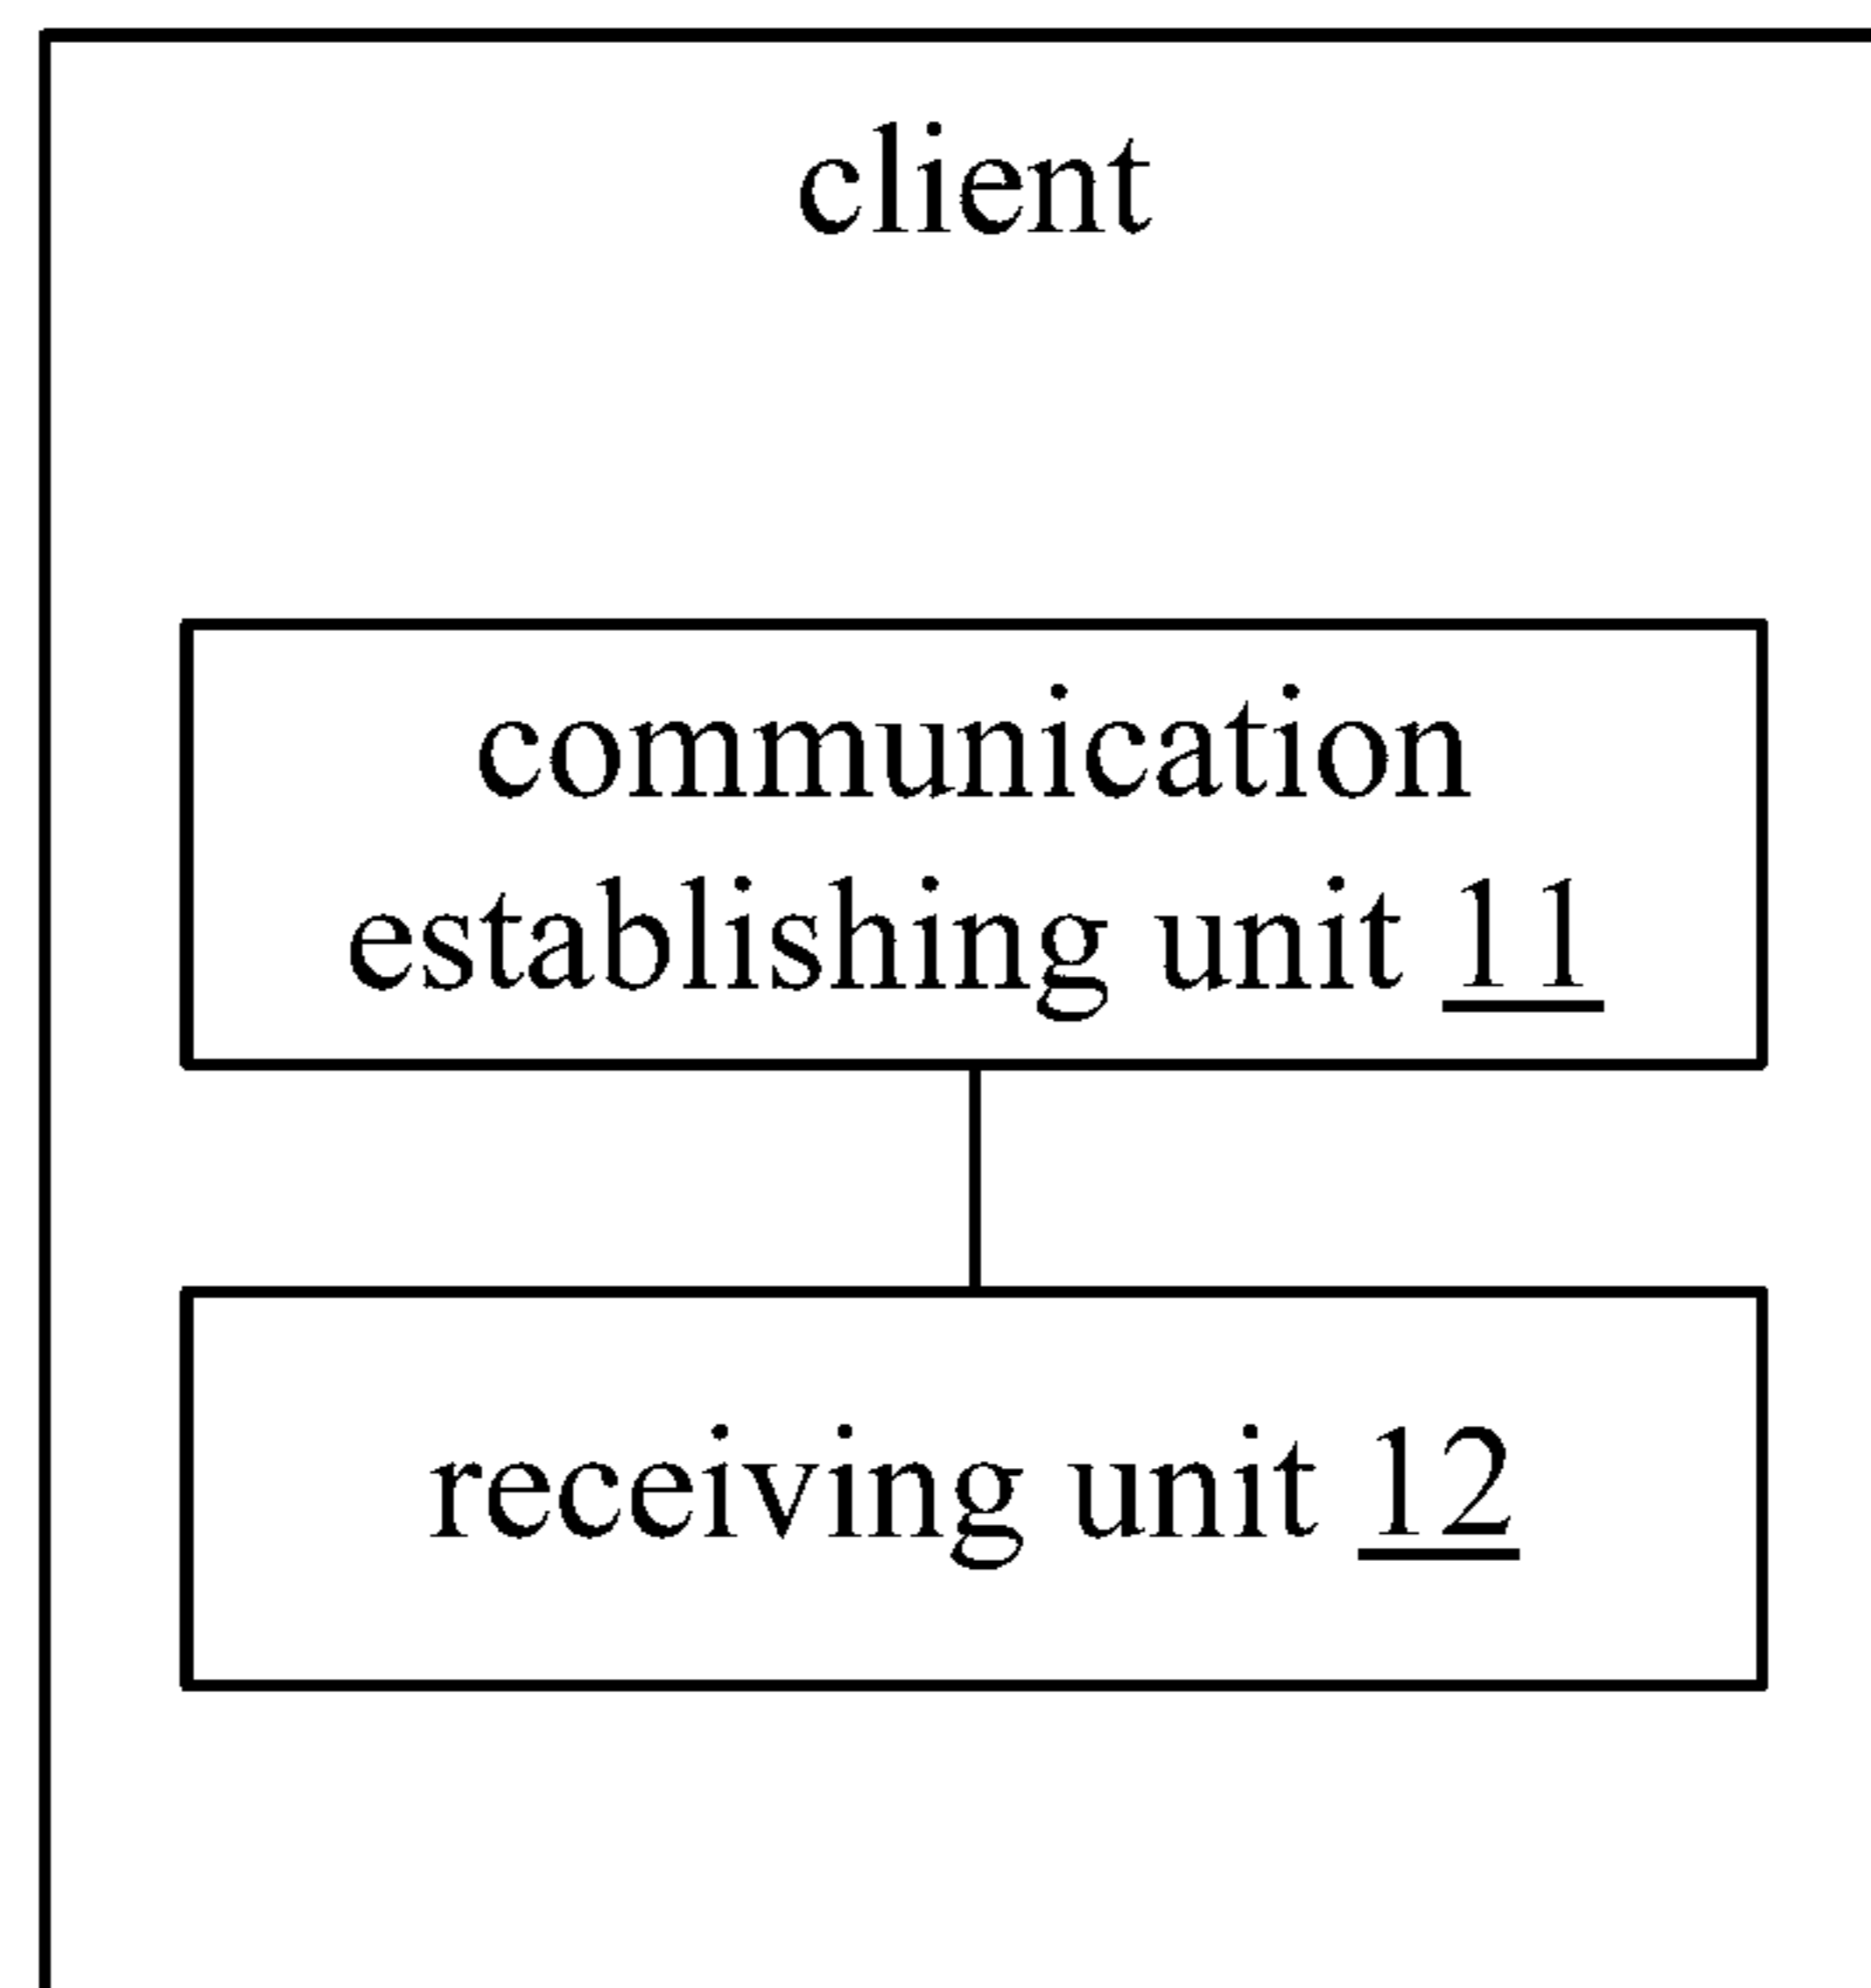 client
communication
establishing unit 11
receiving unit 12